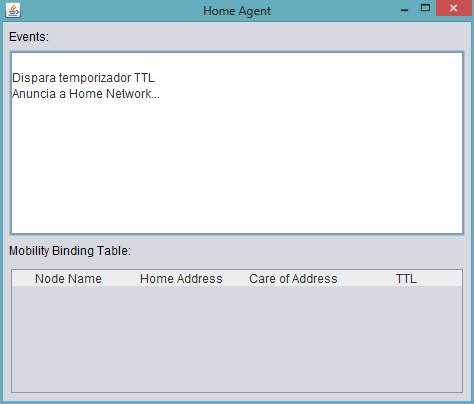 Home Agent
Events:
Dispara temporizador TTL
Anuncia a Home Network...
Mobility Binding Table:
Node Name Home Address Care of Address TTL